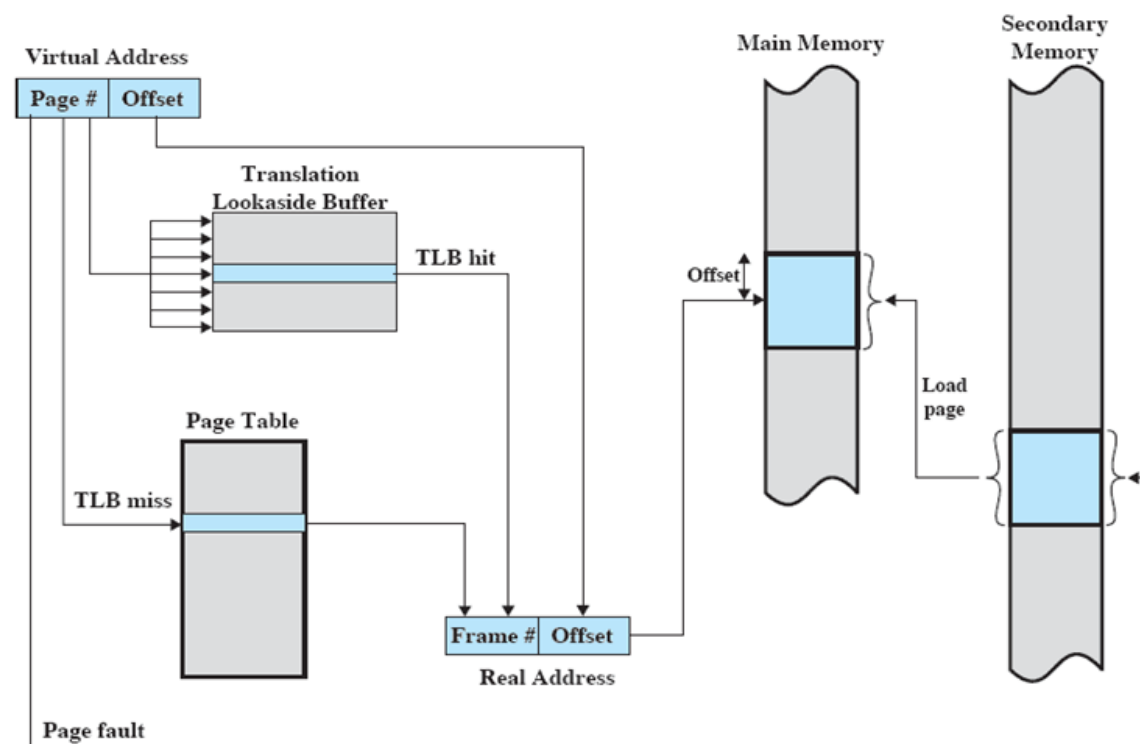 Virtual Address
Page # Offset
Translation
Lookaside Buffer
TLB hit
Page Table
TLB miss
Frame # Offset
Real Address
Page fault
Main Memory
Offset
Load
page
Secondary
Memory